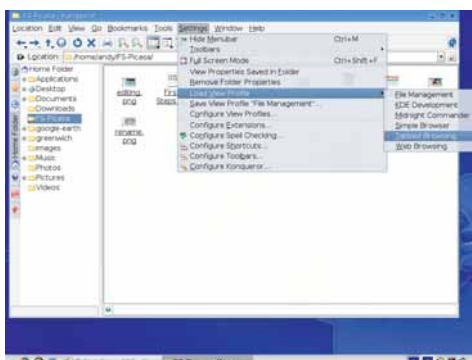 Location Edit View Go Bookmarks Tools Settings Window Help
Location: /home/andy/FS-Picasa/
Home Folder
Applications
Desktop
Documents
Downloads
FS-Picasa
google-earth
greenwich
images
Music
Photos
Pictures
Videos
editing.
png
First
Steps.
rename.
png
Hide Menubar Ctrl+M
Toolbars
Full Screen Mode Ctrl+Shift+F
View Properties Saved in Folder
Remove Folder Properties
Load View Profile
Save View Profile "File Management"...
Configure View Profiles...
Configure Extensions...
Configure Spell Checking...
Configure Shortcuts...
Configure Toolbars...
Configure Konqueror...
File Management
KDE Development
Midnight Commander
Simple Browser
Tabbed Browsing
Web Browsing